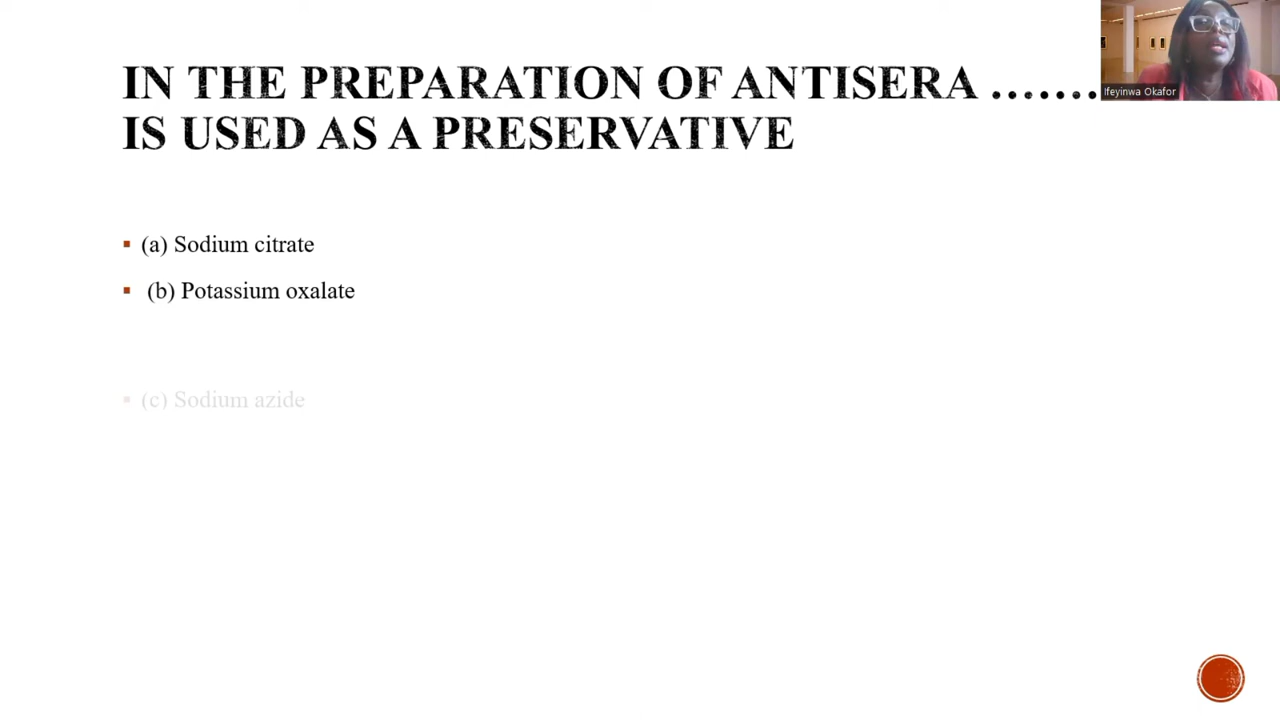 IN THE PREPARATION OF ANTISERA .......
IS USED AS A PRESERVATIVE
Ifeyinwa Okafor
▪ (a) Sodium citrate
▪ (b) Potassium oxalate
▪ (c) Sodium azide